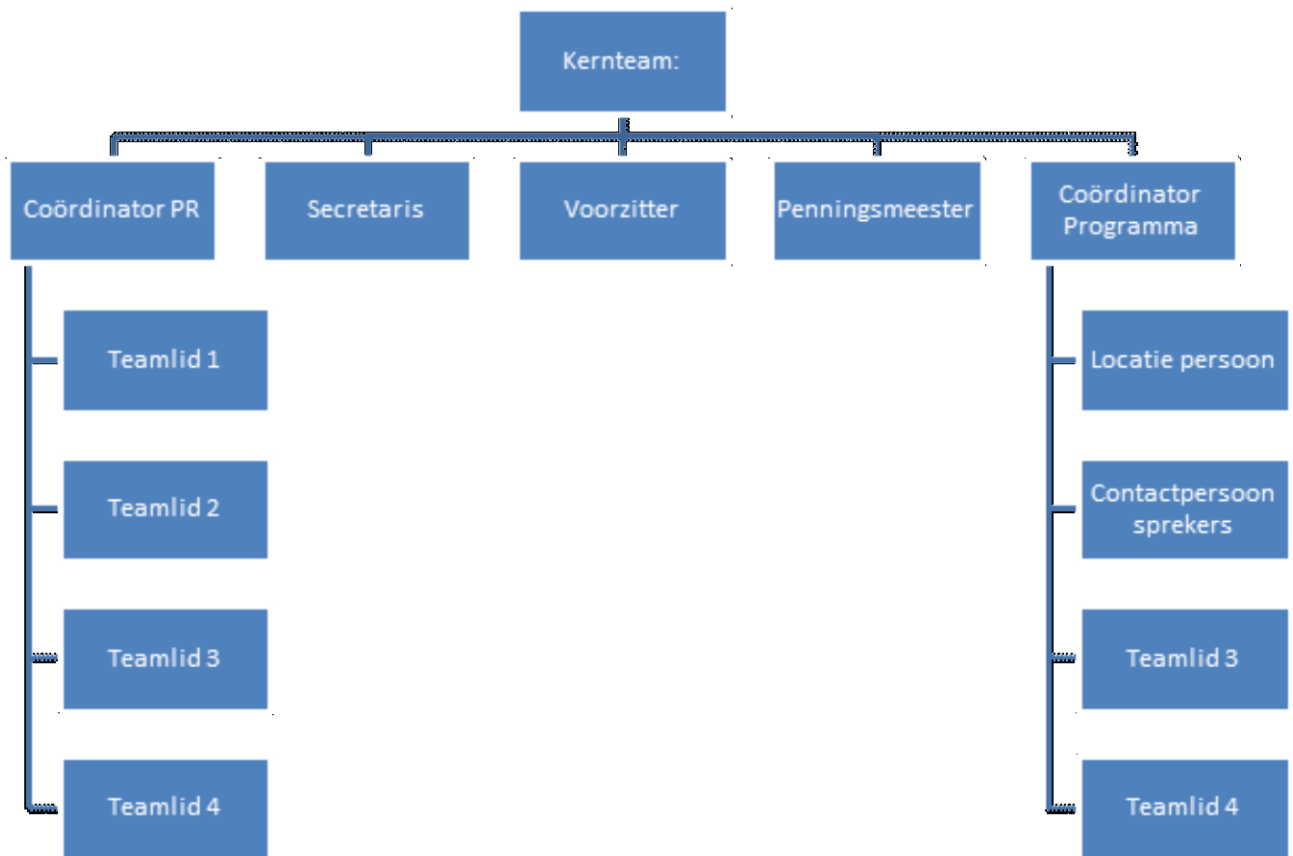 Kernteam:
Coördinator PR
Secretaris
Voorzitter
Penningsmeester
Coördinator
Programma
Teamlid 1
Locatie persoon
Teamlid 2
Contactpersoon
sprekers
Teamlid 3
Teamlid 3
Teamlid 4
Teamlid 4